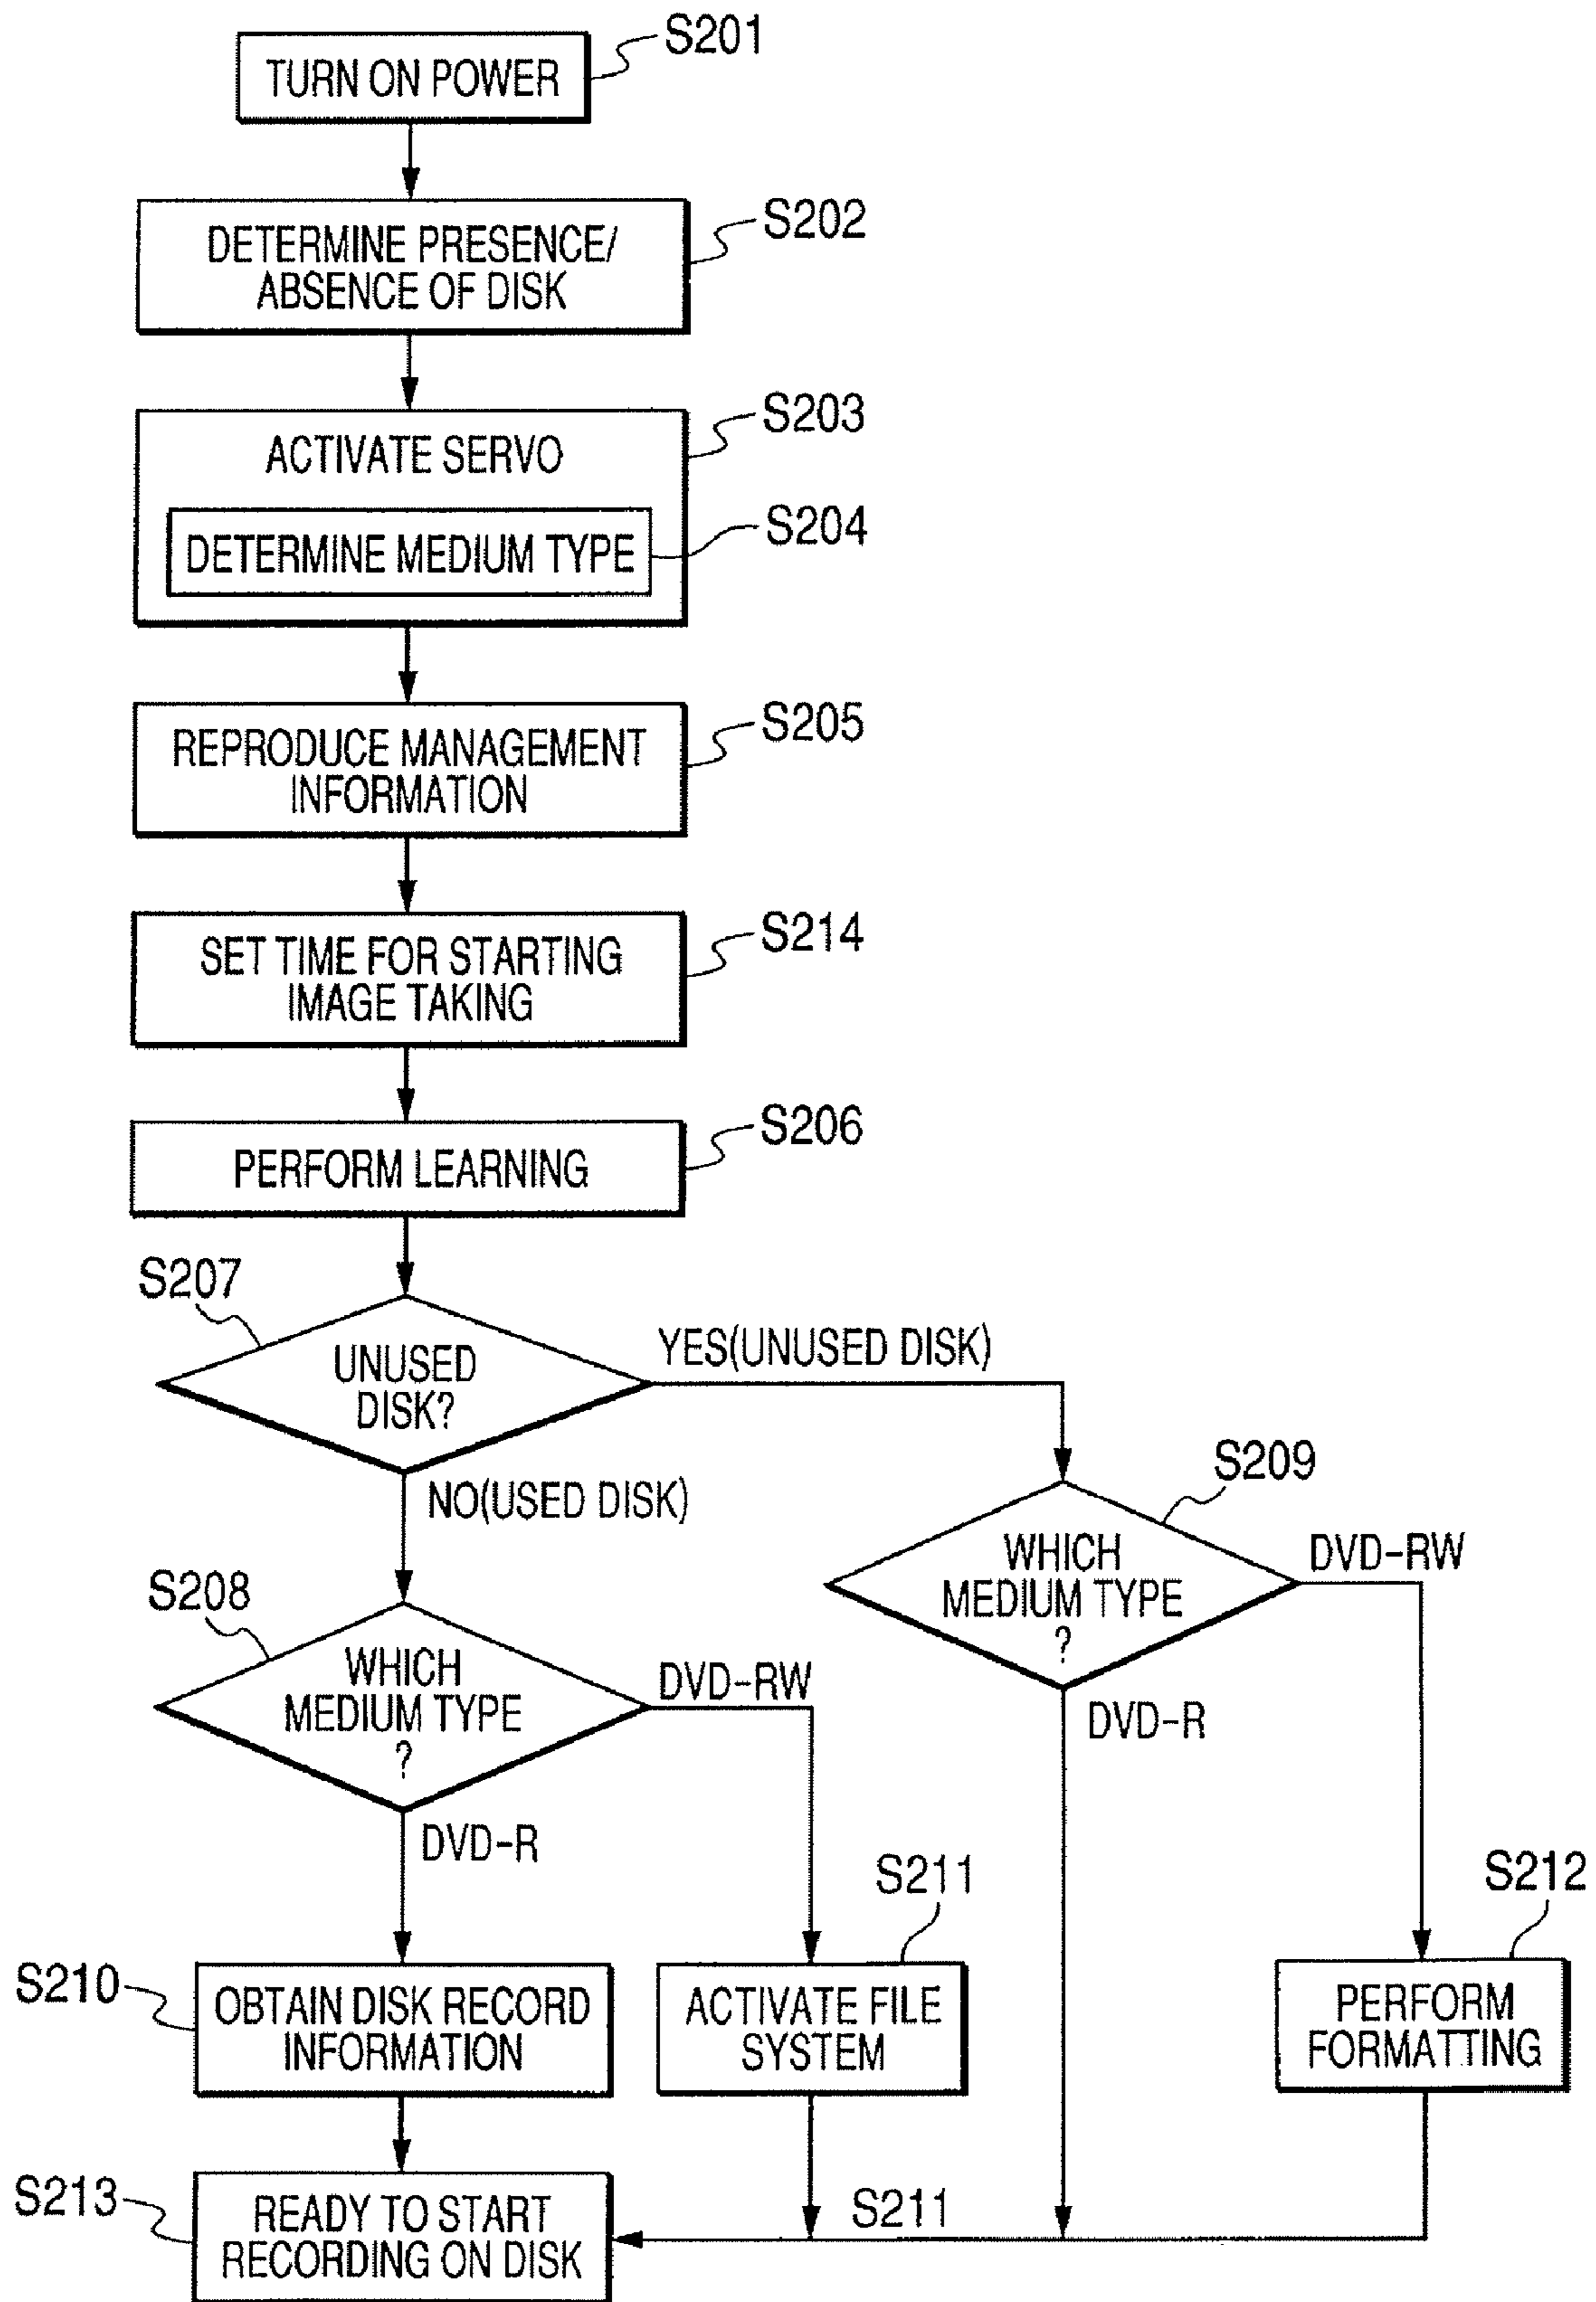 S201
TURN ON POWER
S202
DETERMINE PRESENCE/
ABSENCE OF DISK
S203
ACTIVATE SERVO
S204
DETERMINE MEDIUM TYPE
S205
REPRODUCE MANAGEMENT
INFORMATION
S214
SET TIME FOR STARTING
IMAGE TAKING
S206
PERFORM LEARNING
S207
UNUSED
DISK?
YES(UNUSED DISK)
NO(USED DISK)
S209
WHICH
MEDIUM TYPE
?
DVD-RW
DVD-R
S208
WHICH
MEDIUM TYPE
?
DVD-RW
DVD-R
S210
OBTAIN DISK RECORD
INFORMATION
S211
ACTIVATE FILE
SYSTEM
S212
PERFORM
FORMATTING
S213
READY TO START
RECORDING ON DISK
S211